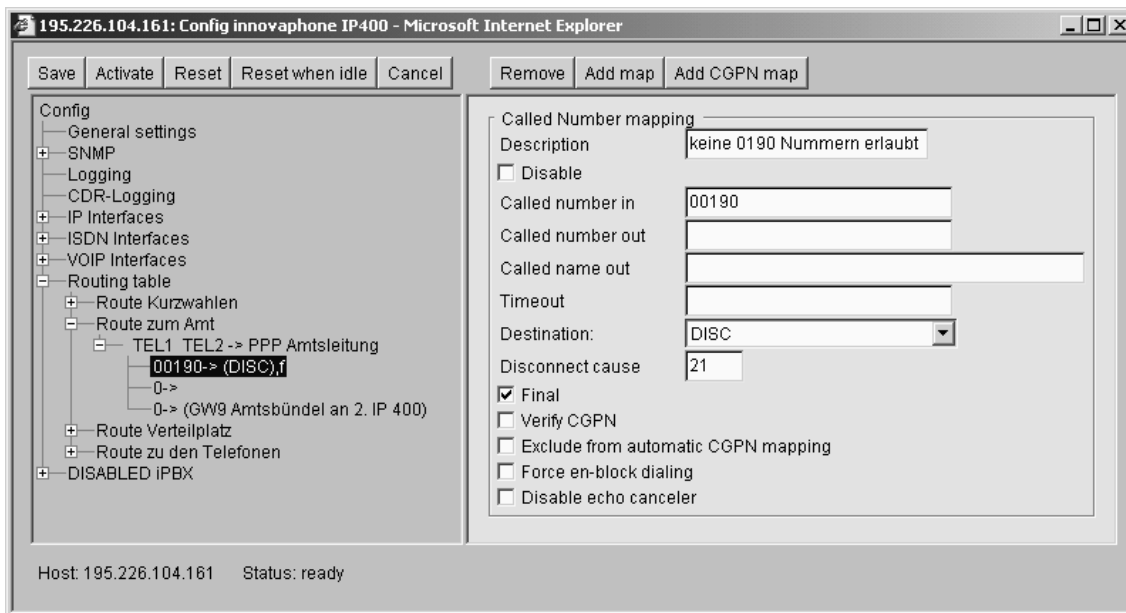 195.226.104.161: Config innovaphone IP400 - Microsoft Internet Explorer
Save Activate Reset Reset when idle Cancel Remove Add map Add CGPN map
Config
General settings
SNMP
Logging
CDR-Logging
IP Interfaces
ISDN Interfaces
VOIP Interfaces
Routing table
Route Kurzwahlen
Route zum Amt
TEL1 TEL2 -> PPP Amtsleitung
00190-> (DISC),f
0->
0-> (GW9 Amtsbündel an 2. IP 400)
Route Verteilplatz
Route zu den Telefonen
DISABLED iPBX
Called Number mapping
Description keine 0190 Nummern erlaubt
Disable
Called number in 00190
Called number out
Called name out
Timeout
Destination: DISC
Disconnect cause 21
Final
Verify CGPN
Exclude from automatic CGPN mapping
Force en-block dialing
Disable echo canceler
Host: 195.226.104.161 Status: ready